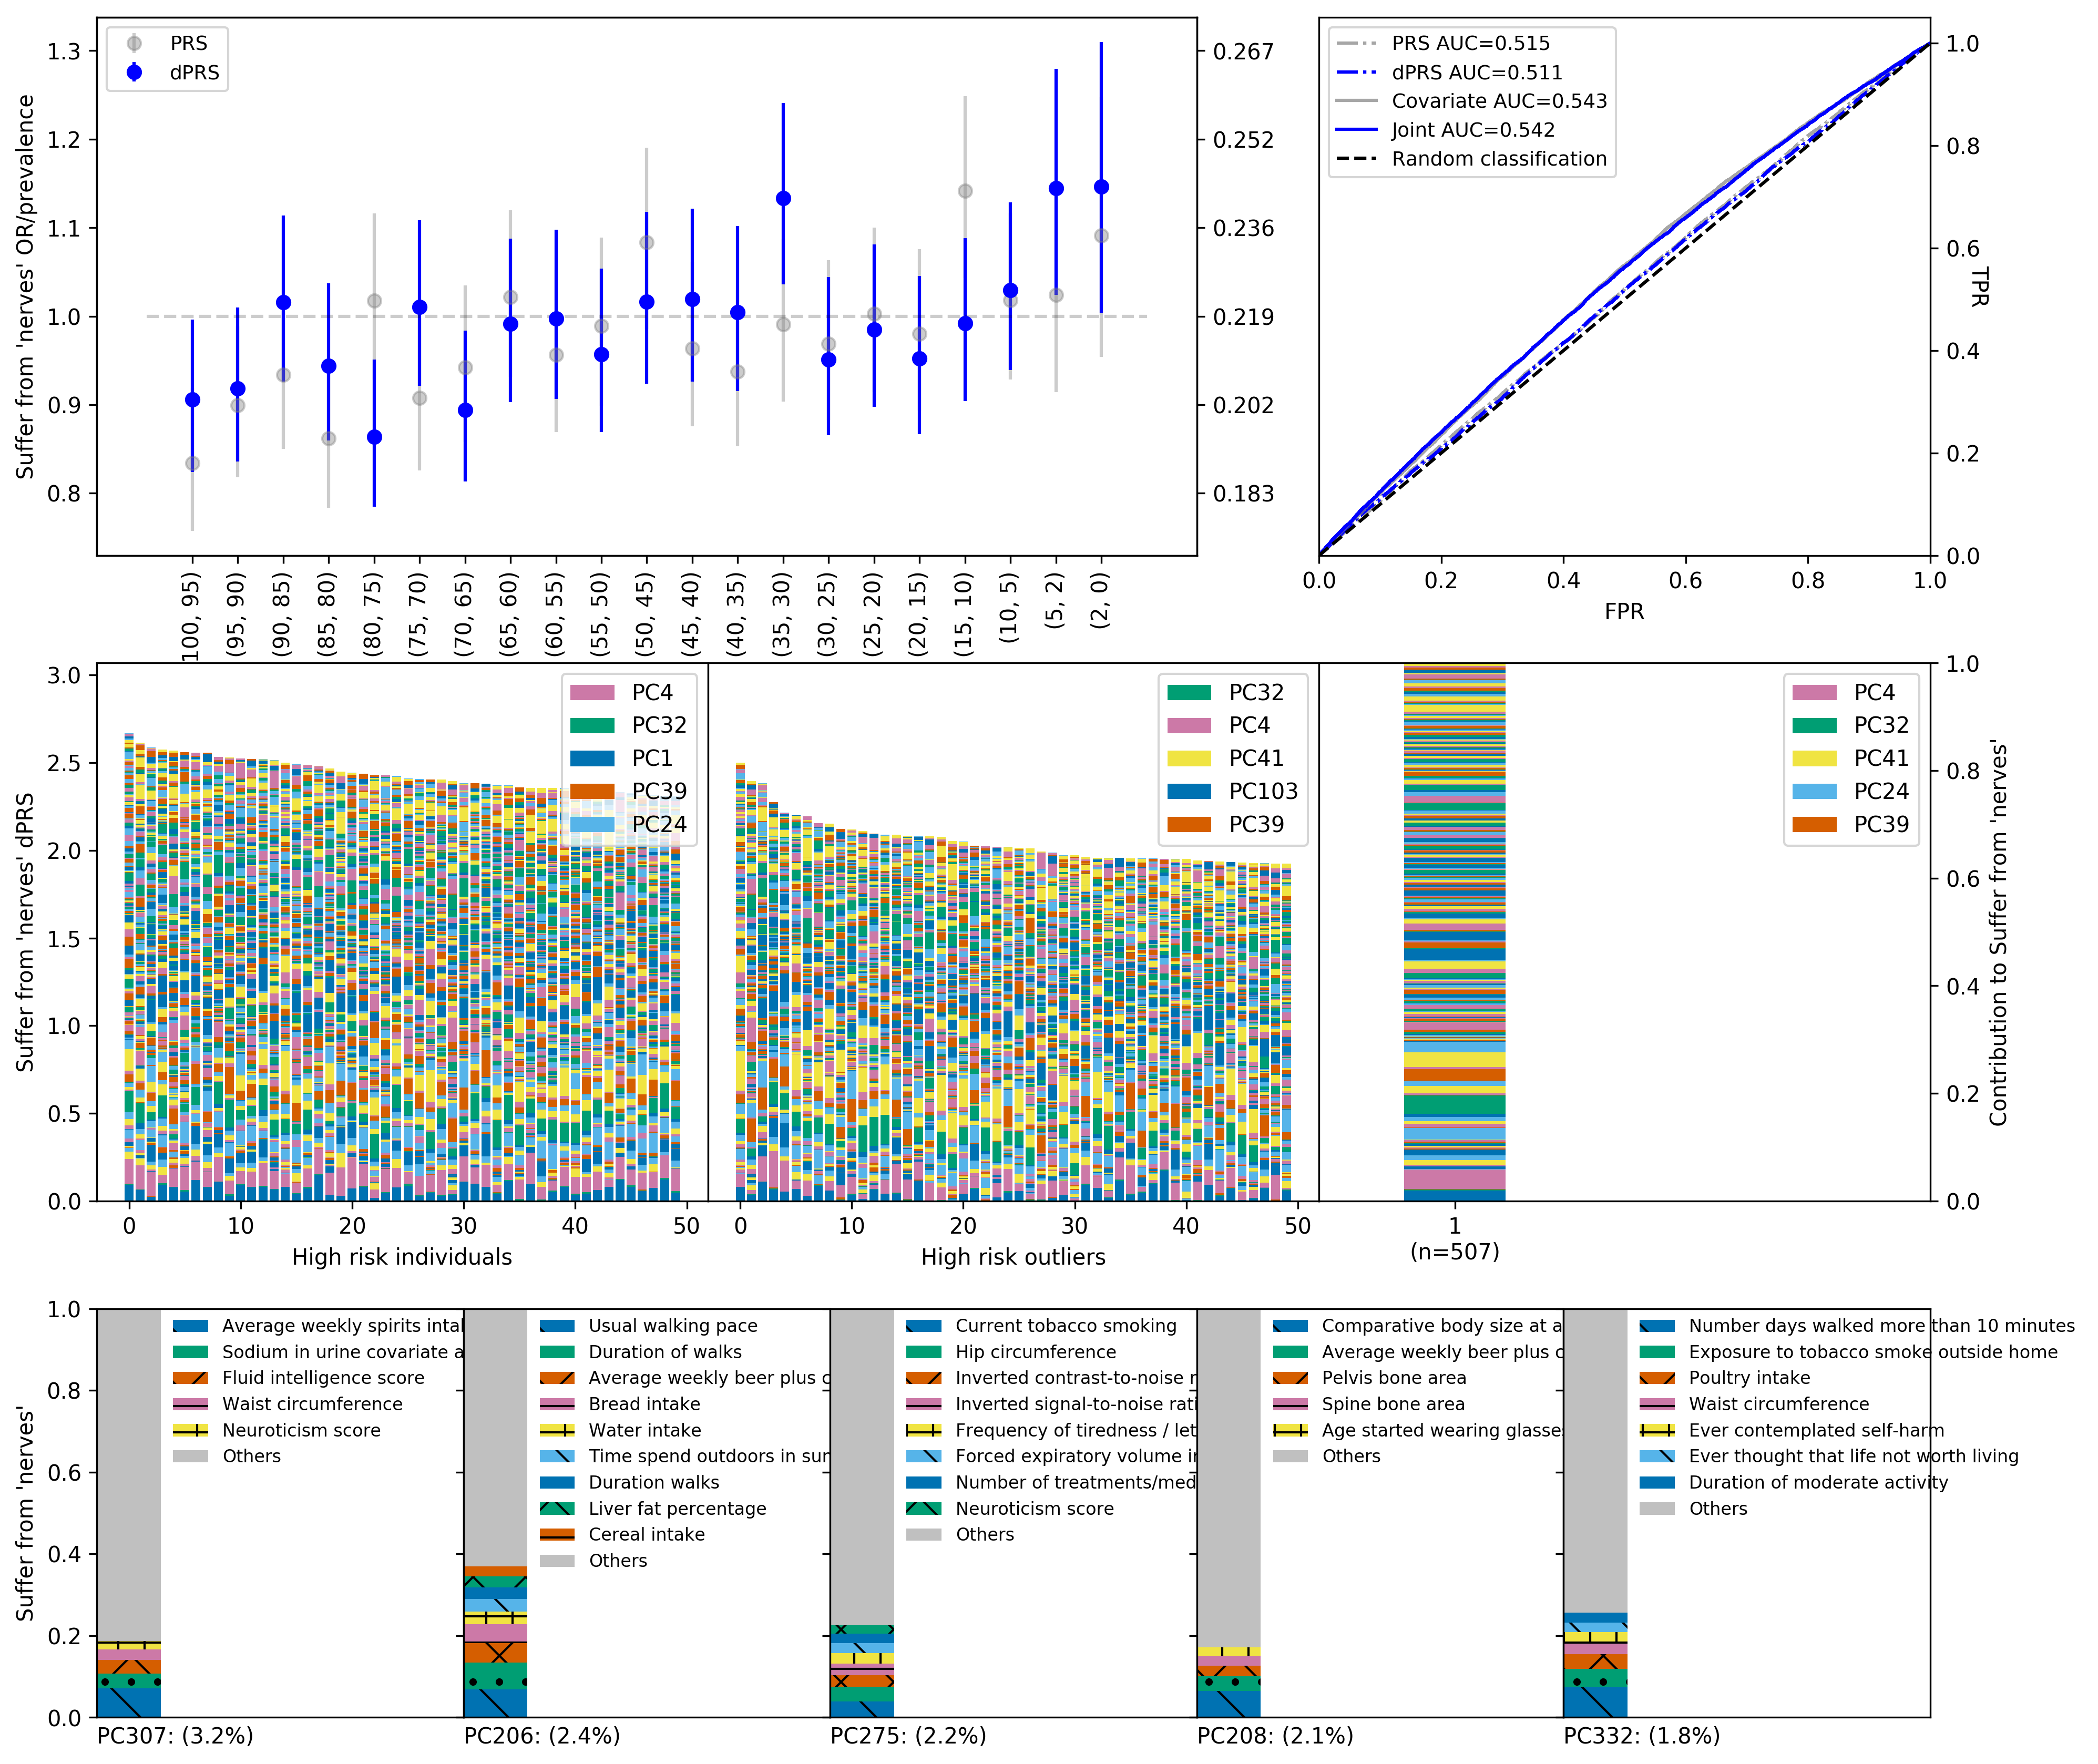 1.3
1.2
1.1
1.0
0.9
0.8
Suffer from 'nerves' OR/prevalence
PRS
dPRS
0.267
0.252
0.236
0.219
0.202
0.183
100, 95)
(95, 90)
(90, 85)
(85, 80)
(80, 75)
(75, 70)
(70, 65)
(65, 60)
(60, 55)
(55, 50)
(50, 45)
(45, 40)
(40, 35)
(35, 30)
(30, 25)
(25, 20)
(20, 15)
(15, 10)
(10, 5)
(5, 2)
(2, 0)
PRS AUC=0.515
dPRS AUC=0.511
Covariate AUC=0.543
Joint AUC=0.542
Random classification
1.0
0.8
0.6
0.4
0.2
0.0
TPR
0.0 0.2 0.4 0.6 0.8 1.0
FPR
3.0
2.5
2.0
1.5
1.0
0.5
0.0
Suffer from 'nerves' dPRS
PC4
PC32
PC1
PC39
PC24
0 10 20 30 40 50
High risk individuals
PC32
PC4
PC41
PC103
PC39
0 10 20 30 40 50
High risk outliers
PC4
PC32
PC41
PC24
PC39
1
(n=507)
1.0
0.8
0.6
0.4
0.2
0.0
Contribution to Suffer from 'nerves'
1.0
0.8
0.6
0.4
0.2
0.0
Suffer from 'nerves'
Average weekly spirits intal
Sodium in urine covariate a
Fluid intelligence score
Waist circumference
Neuroticism score
Others
PC307: (3.2%)
Usual walking pace
Duration of walks
Average weekly beer plus c
Bread intake
Water intake
Time spend outdoors in sur
Duration walks
Liver fat percentage
Cereal intake
Others
PC206: (2.4%)
Current tobacco smoking
Hip circumference
Inverted contrast-to-noise r
Inverted signal-to-noise rati
Frequency of tiredness / let
Forced expiratory volume ir
Number of treatments/med
Neuroticism score
Others
PC275: (2.2%)
Comparative body size at a
Average weekly beer plus c
Pelvis bone area
Spine bone area
Age started wearing glasse
Others
PC208: (2.1%)
Number days walked more than 10 minutes
Exposure to tobacco smoke outside home
Poultry intake
Waist circumference
Ever contemplated self-harm
Ever thought that life not worth living
Duration of moderate activity
Others
PC332: (1.8%)